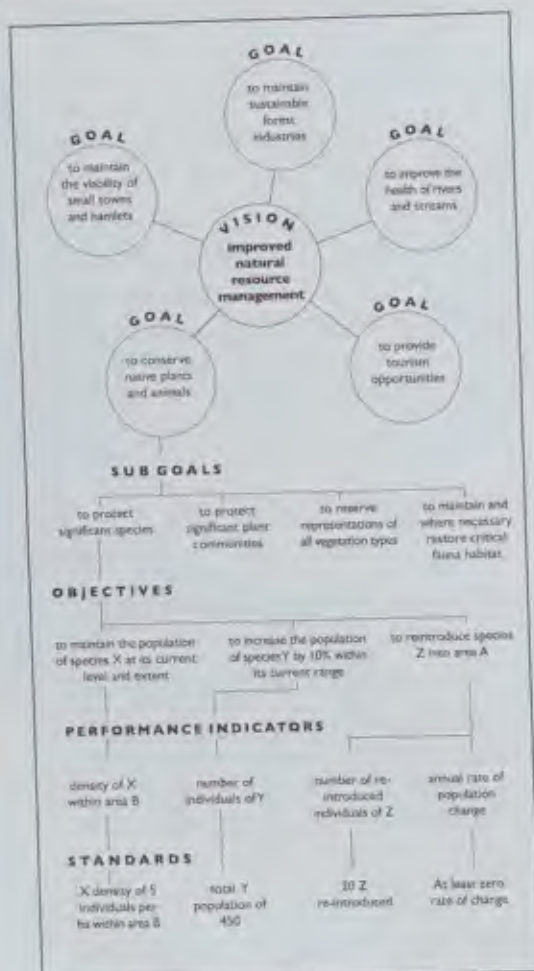 GOAL
to maintain
sustainable
forest
industries
GOAL
to maintain
the viability of
small towns
and hamlets
GOAL
to improve the
health of rivers
and streams
VISION
improved
natural
resource
management
GOAL
to conserve
native plants
and animals
GOAL
to provide
tourism
opportunities
SUB GOALS
to protect
significant species
to protect
significant plant
communities
to reserve
representations of
all vegetation types
to maintain and
where necessary
restore critical
fauna habitat
OBJECTIVES
to maintain the population
of species X at its current
level and extent
to increase the population
of species Y by 10% within
its current range
to reintroduce species
Z into area A
PERFORMANCE INDICATORS
density of X
within area B
number of
individuals of Y
number of re-
introduced
individuals of Z
annual rate of
population
change
STANDARDS
X density of 5
individuals per
ha within area B
total Y
population of
450
20 Z
re-introduced
At least zero
rate of change